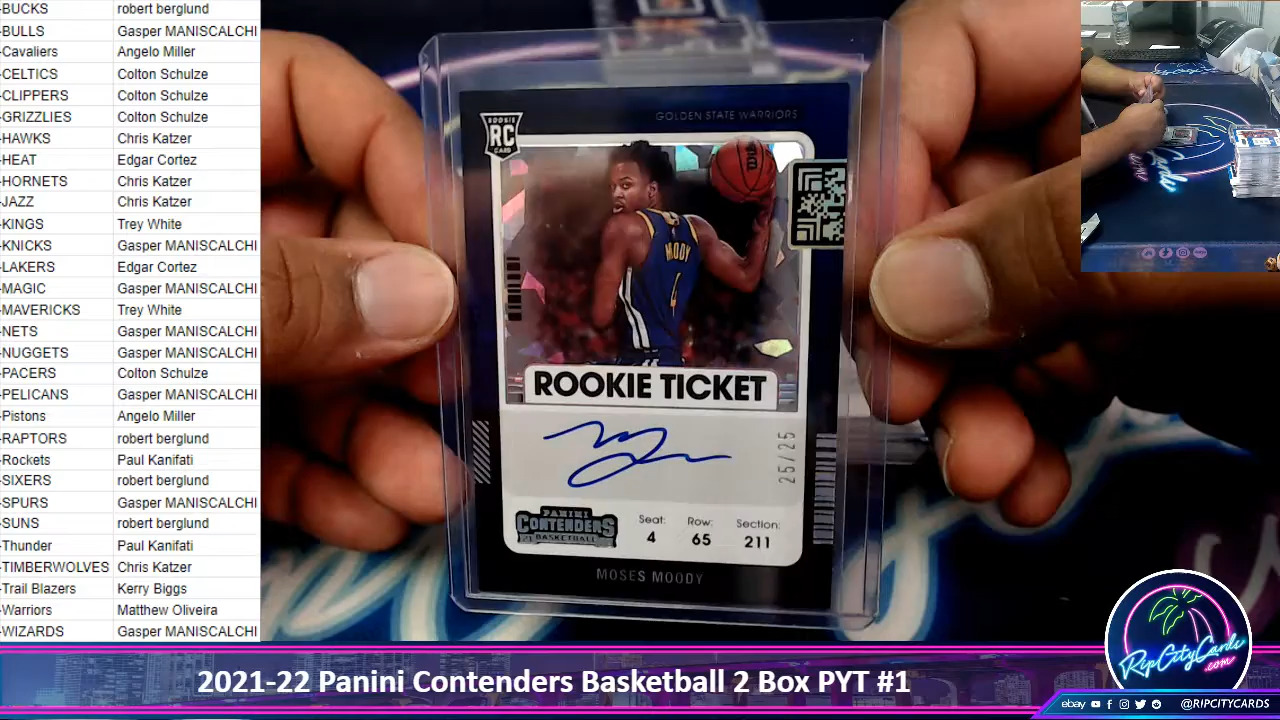 -BUCKS robert berglund
-BULLS Gasper MANISCALCHI
-Cavaliers Angelo Miller
-CELTICS Colton Schulze
-CLIPPERS Colton Schulze
-GRIZZLIES Colton Schulze
-HAWKS Chris Katzer
-HEAT Edgar Cortez
-HORNETS Chris Katzer
-JAZZ Chris Katzer
-KINGS Trey White
-KNICKS Gasper MANISCALCHI
-LAKERS Edgar Cortez
-MAGIC Gasper MANISCALCHI
-MAVERICKS Trey White
-NETS Gasper MANISCALCHI
-NUGGETS Gasper MANISCALCHI
-PACERS Colton Schulze
-PELICANS Gasper MANISCALCHI
-Pistons Angelo Miller
-RAPTORS robert berglund
-Rockets Paul Kanifati
-SIXERS robert berglund
-SPURS Gasper MANISCALCHI
-SUNS robert berglund
-Thunder Paul Kanifati
-TIMBERWOLVES Chris Katzer
-Trail Blazers Kerry Biggs
-Warriors Matthew Oliveira
-WIZARDS Gasper MANISCALCHI
GOLDEN STATE WARRIORS
ROOKIE
RC
CARD
MOODY
4
ROOKIE TICKET
25/25
PANINI
CONTENDERS
21 BASKETBALL
Seat: Row: Section:
4 65 211
MOSES MOODY
RipCityCards
.com
2021-22 Panini Contenders Basketball 2 Box PYT #1
ebay @RIPCITYCARDS